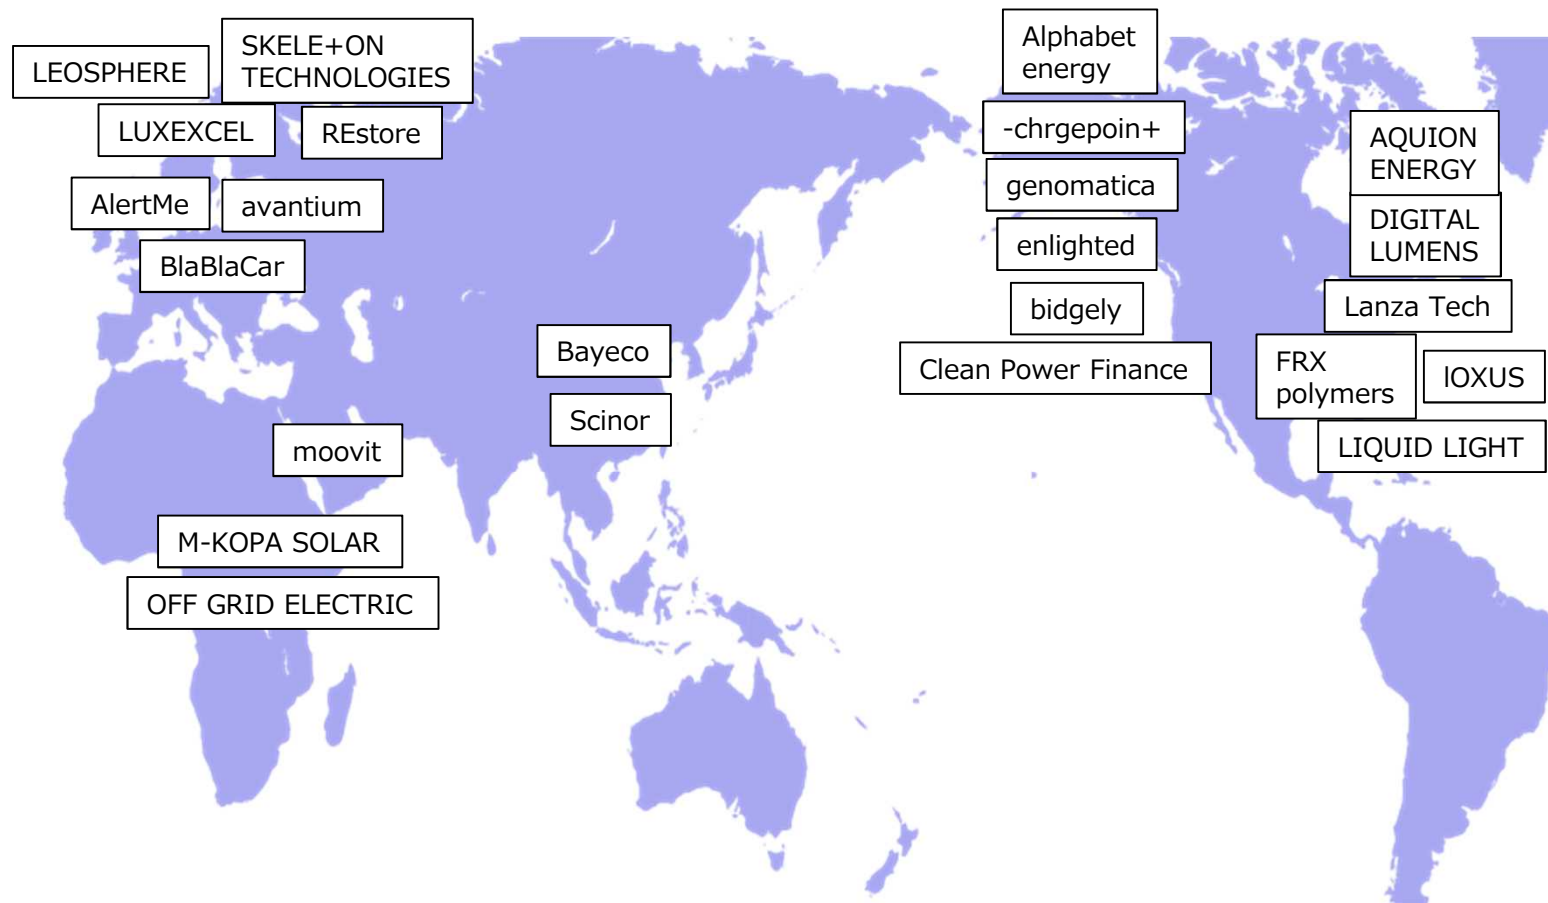 LEOSPHERE
SKELE+ON
TECHNOLOGIES
LUXEXCEL
REstore
AlertMe
avantium
BlaBlaCar
Bayeco
Scinor
moovit
M-KOPA SOLAR
OFF GRID ELECTRIC
Alphabet
energy
-chrgepoin+
genomatica
enlighted
bidgely
Clean Power Finance
AQUION
ENERGY
DIGITAL
LUMENS
Lanza Tech
FRX
polymers
lOXUS
LIQUID LIGHT